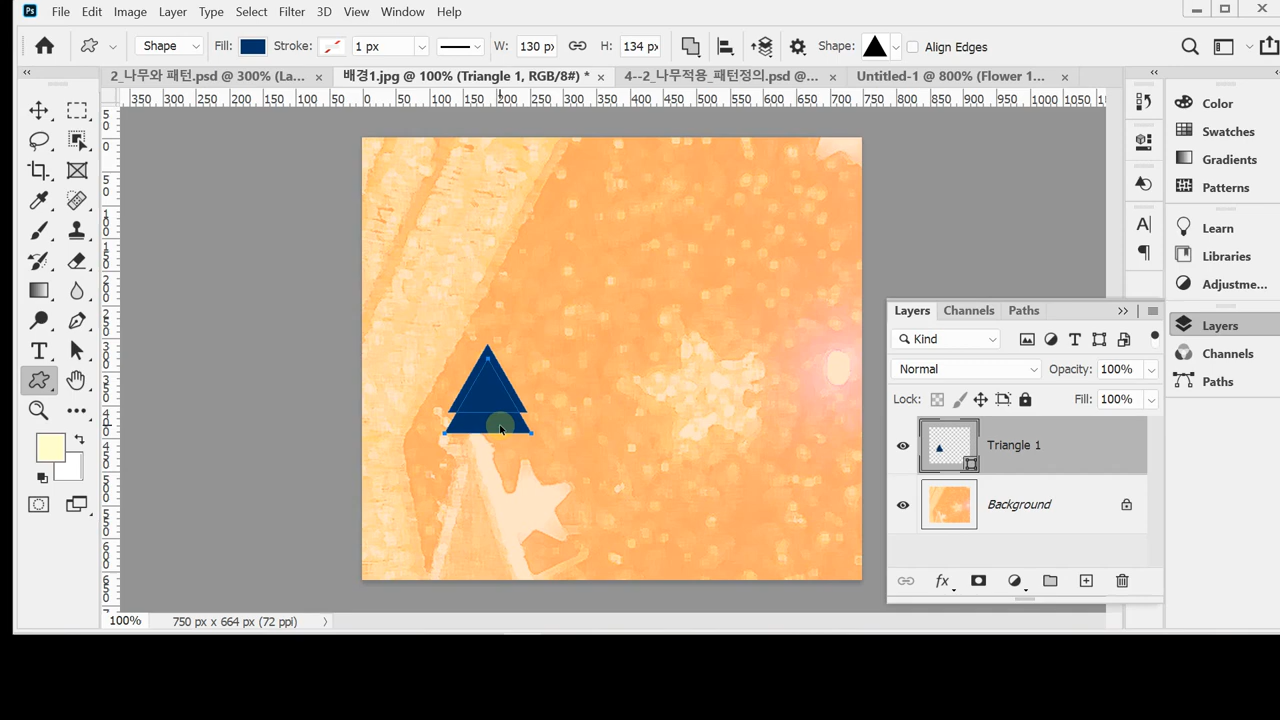 Ps File Edit Image Layer Type Select Filter 3D View Window Help
Shape Fill: Stroke: 1 px W: 130 px H: 134 px Shape: Align Edges
2_나무와 패턴.psd @ 300% (La... × 배경1.jpg @ 100% (Triangle 1, RGB/8#) * × 4--2_나무적용_패턴정의.psd @... × Untitled-1 @ 800% (Flower 1... ×
350 300 250 200 150 100 50 0 50 100 150 200 250 300 350 400 450 500 550 600 650 700 750 800 850 900 950 1000 1050
Color
Swatches
Gradients
Patterns
Learn
Libraries
Adjustme...
Layers
Channels
Paths
Layers Channels Paths
Kind
Normal Opacity: 100%
Lock: Fill: 100%
Triangle 1
Background
100% 750 px x 664 px (72 ppi)